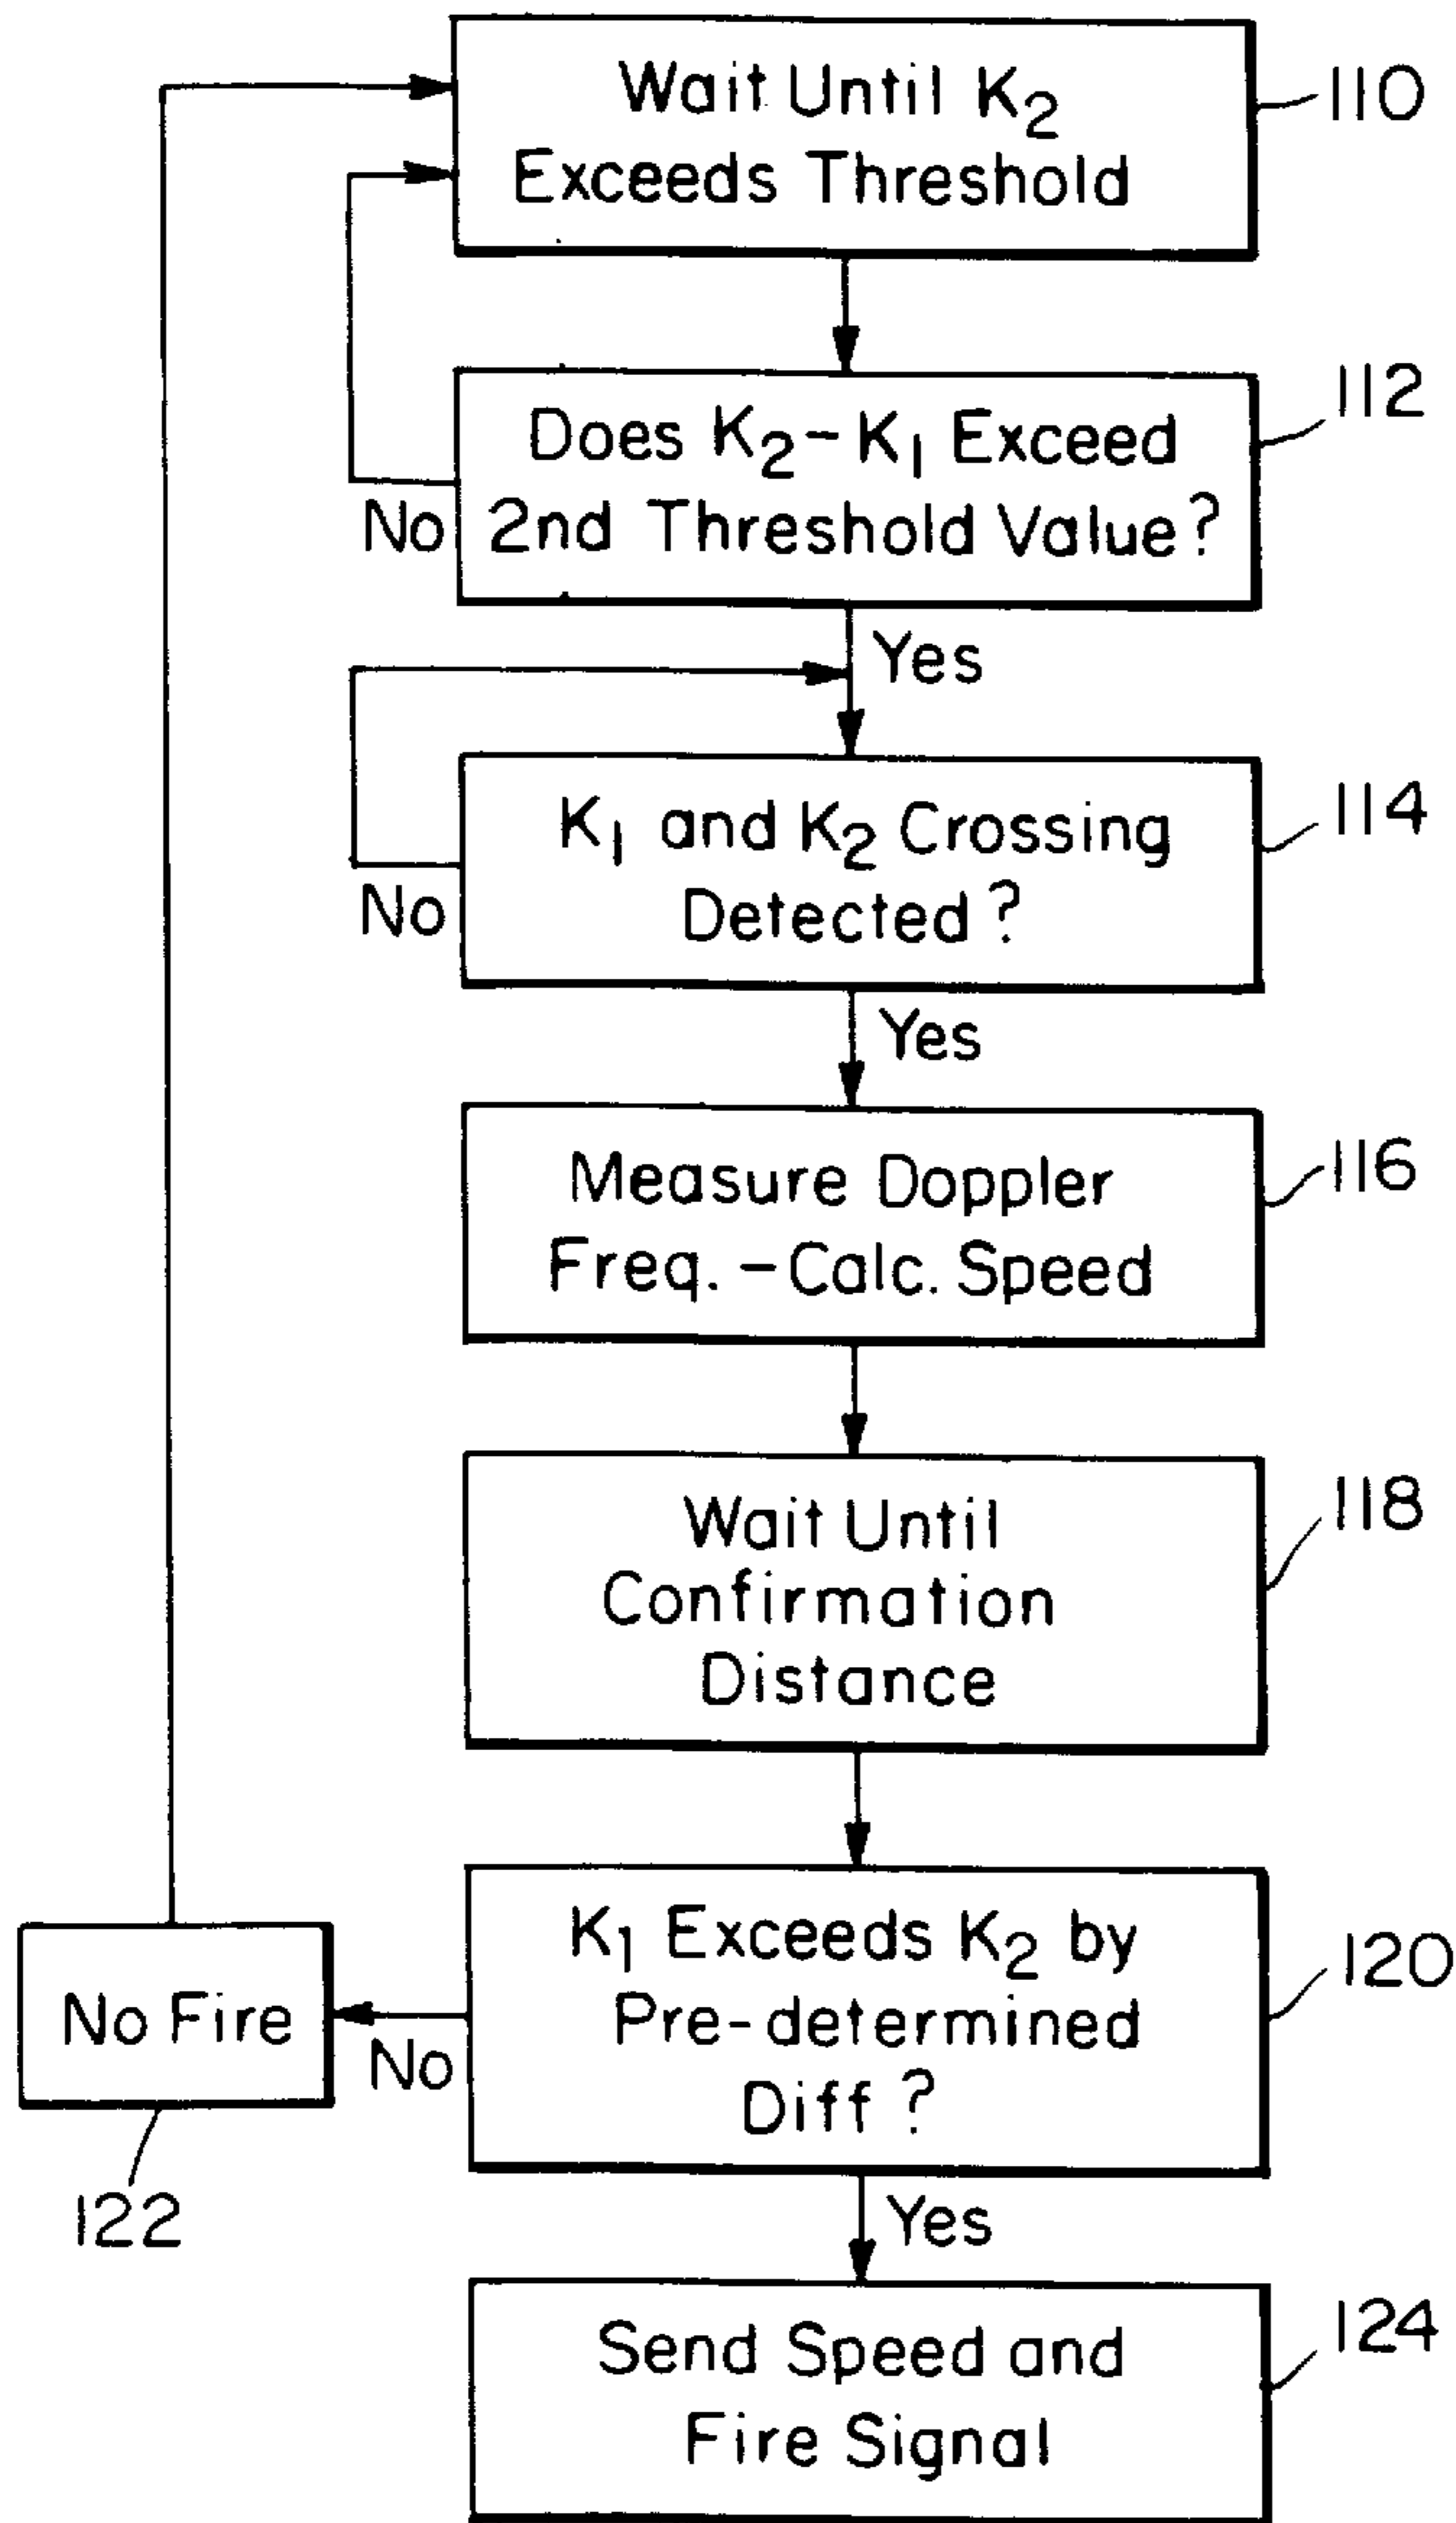 Wait Until K₂
Exceeds Threshold
110
Does K₂-K₁ Exceed
2nd Threshold Value?
112
No
Yes
K₁ and K₂ Crossing
Detected?
114
No
Yes
Measure Doppler
Freq.-Calc. Speed
116
Wait Until
Confirmation
Distance
118
K₁ Exceeds K₂ by
Pre-determined
Diff?
120
No
No Fire
122
Yes
Send Speed and
Fire Signal
124